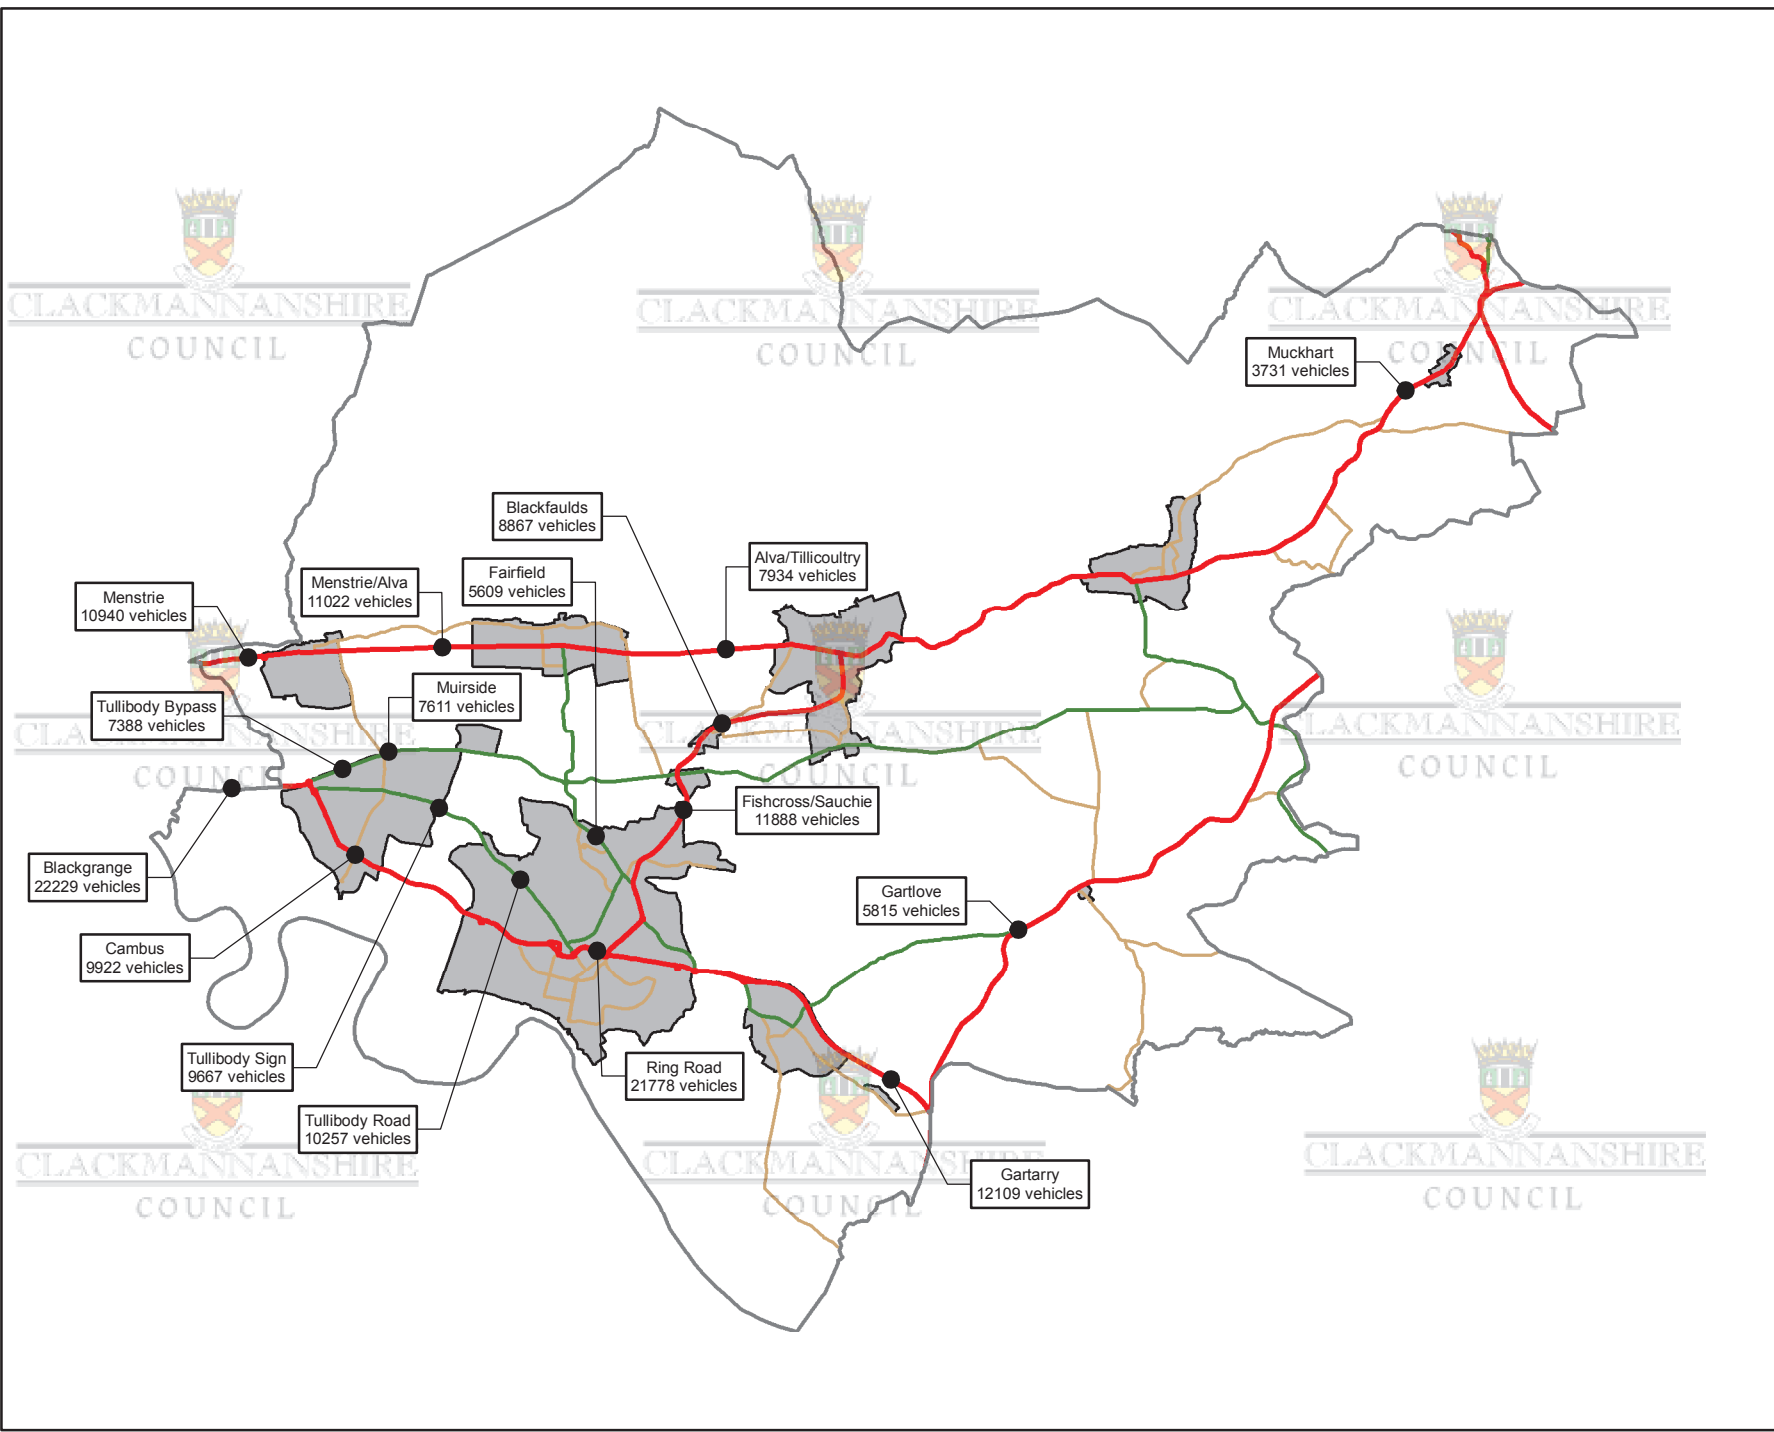 CLACKMANNANSHIRE
COUNCIL
CLACKMANNANSHIRE
COUNCIL
CLACKMANNANSHIRE
COUNCIL
Muckhart
3731 vehicles
Blackfaulds
8867 vehicles
Alva/Tillicoultry
7934 vehicles
Fairfield
5609 vehicles
Menstrie/Alva
11022 vehicles
Menstrie
10940 vehicles
Muirside
7611 vehicles
Tullibody Bypass
7388 vehicles
CLACKMANNANSHIRE
COUNCIL
CLACKMANNANSHIRE
COUNCIL
CLACKMANNANSHIRE
COUNCIL
Fishcross/Sauchie
11888 vehicles
Blackgrange
22229 vehicles
Gartlove
5815 vehicles
Cambus
9922 vehicles
Tullibody Sign
9667 vehicles
Ring Road
21778 vehicles
Tullibody Road
10257 vehicles
CLACKMANNANSHIRE
COUNCIL
CLACKMANNANSHIRE
COUNCIL
CLACKMANNANSHIRE
COUNCIL
Gartarry
12109 vehicles